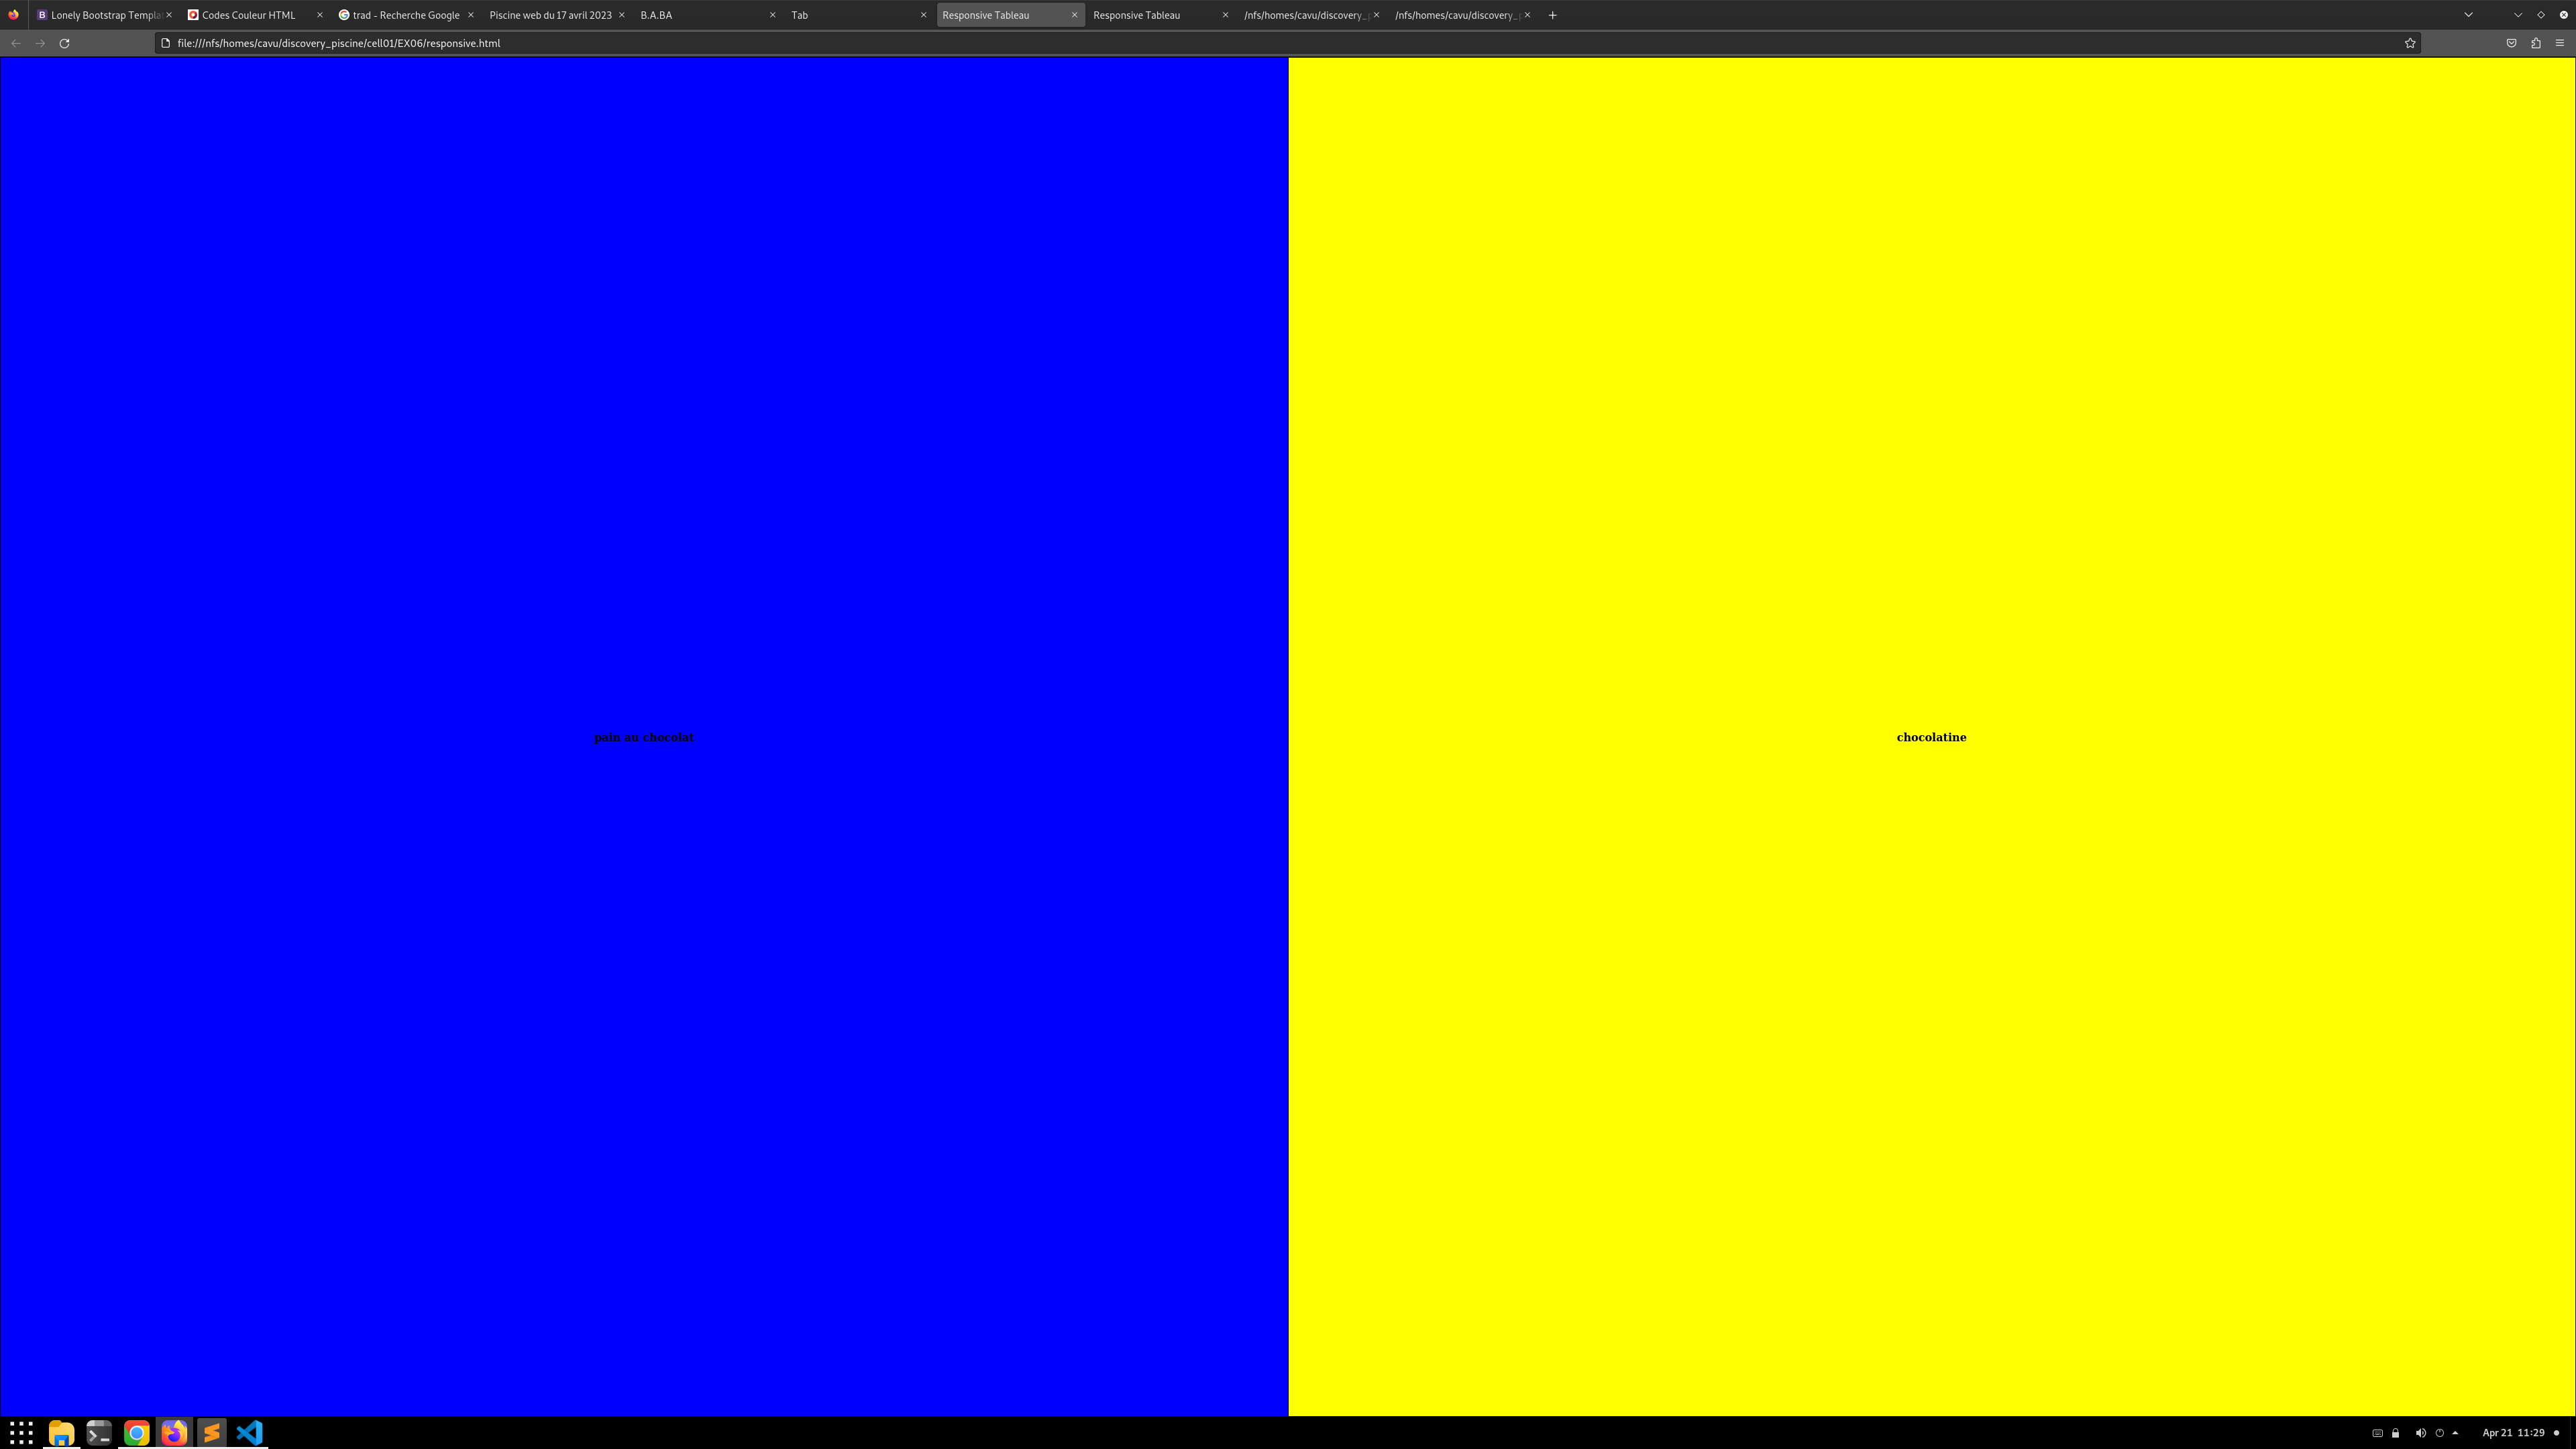 Lonely Bootstrap Templa
Codes Couleur HTML
trad - Recherche Google
Piscine web du 17 avril 2023
B.A.BA
Tab
Responsive Tableau
Responsive Tableau
/nfs/homes/cavu/discovery_p
/nfs/homes/cavu/discovery_p
file:///nfs/homes/cavu/discovery_piscine/cell01/EX06/responsive.html
pain au chocolat
chocolatine
Apr 21 11:29